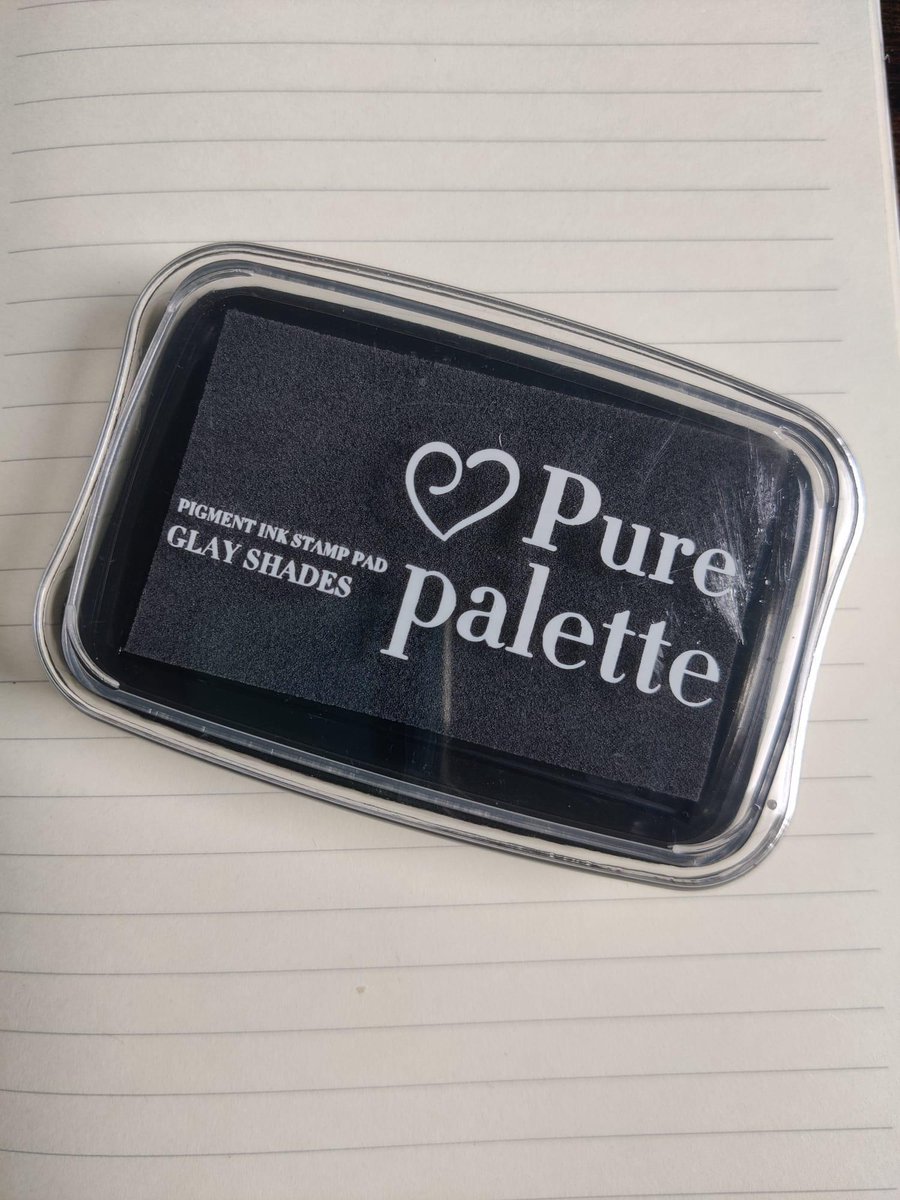 PIGMENT INK STAMP PAD
GLAY SHADES
Pure
palette